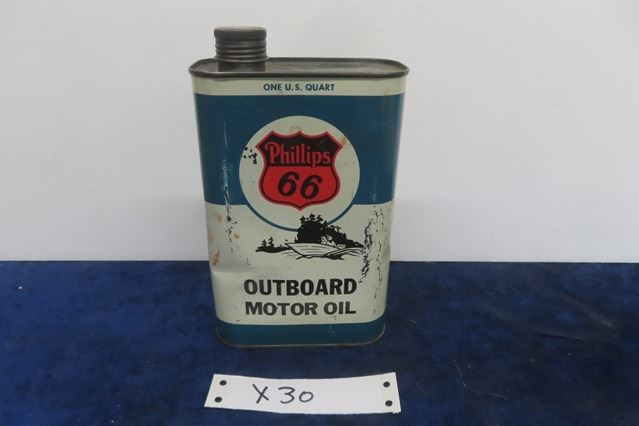 ONE U.S. QUART
Phillips
66
OUTBOARD
MOTOR OIL
X30